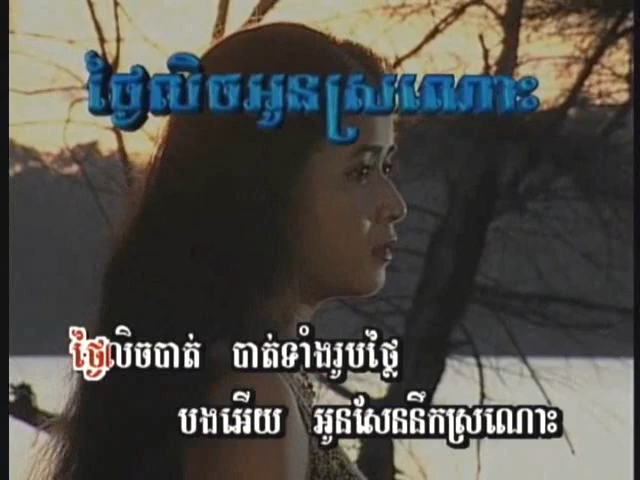 ថ្ងៃលិចអូនស្រណោះ
ថ្ងៃលិចបាត់ បាត់ទាំងរូបថ្លៃ
បងអើយ អូនសែននឹកស្រណោះ